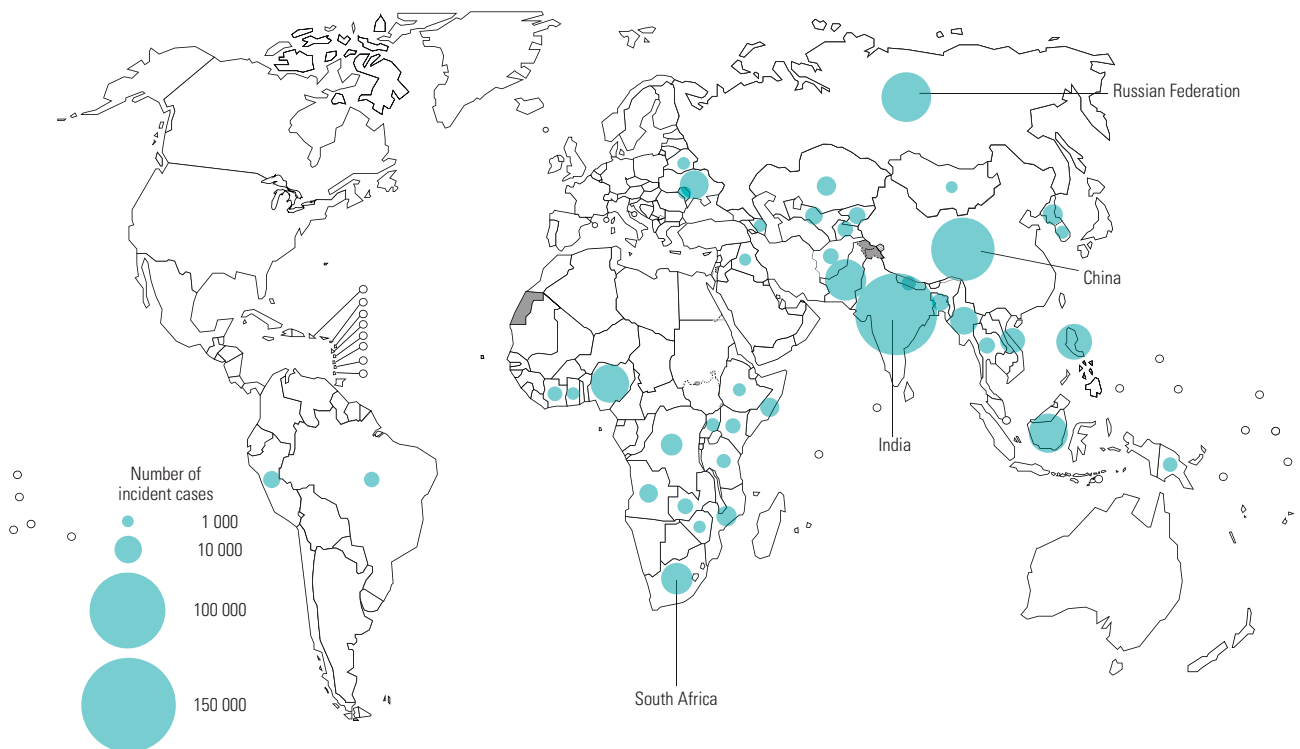 Russian Federation
China
India
Number of
incident cases
1 000
10 000
100 000
150 000
South Africa